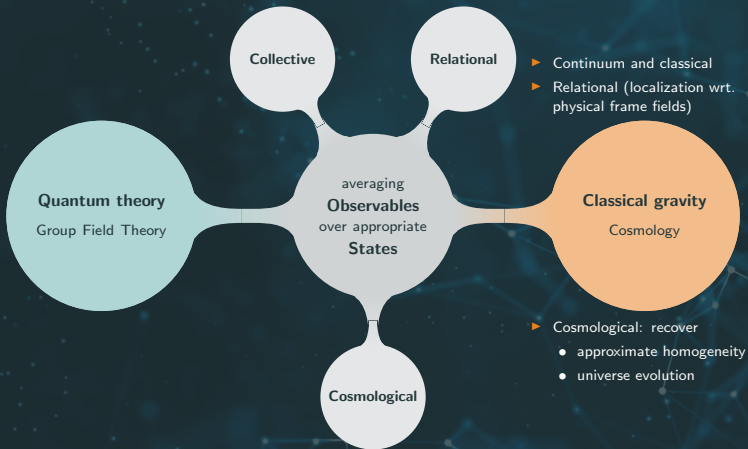 Collective
Relational
► Continuum and classical
► Relational (localization wrt.
physical frame fields)
Quantum theory
Group Field Theory
averaging
Observables
over appropriate
States
Classical gravity
Cosmology
► Cosmological: recover
• approximate homogeneity
• universe evolution
Cosmological